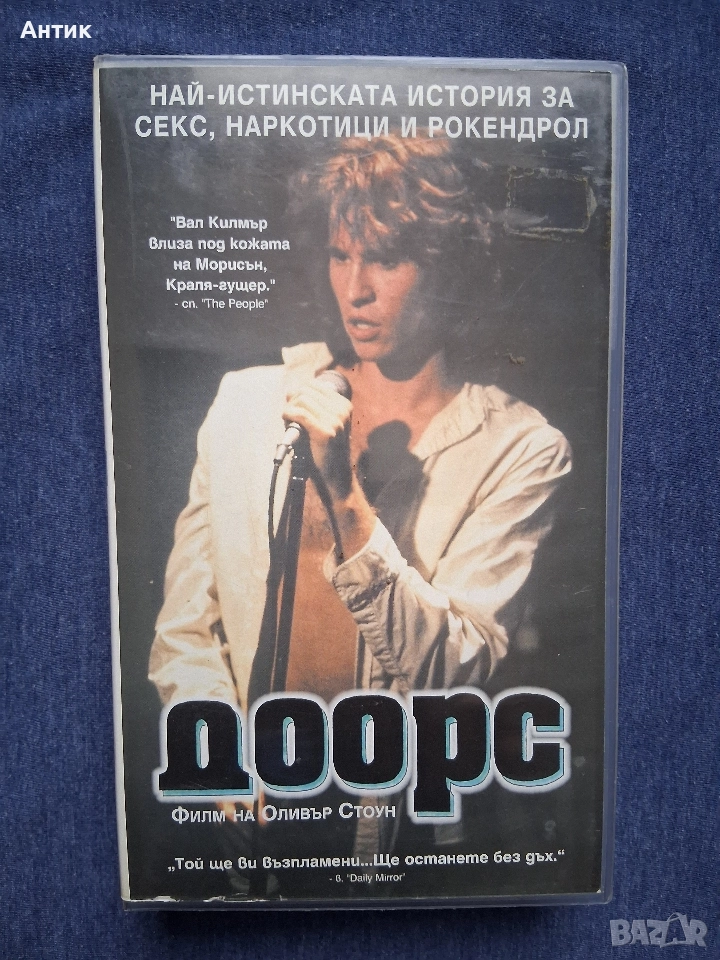 Антик
НАЙ-ИСТИНСКАТА ИСТОРИЯ ЗА
СЕКС, НАРКОТИЦИ И РОКЕНДРОЛ
"Вал Килмър
влиза под кожата
на Морисън,
Краля-гущер."
- сп. "The People"
ДООРС
ФИЛМ НА ОЛИВЪР СТОУН
„Той ще ви възпламени...Ще останете без дъх.“
- в. "Daily Mirror"
BAZAR